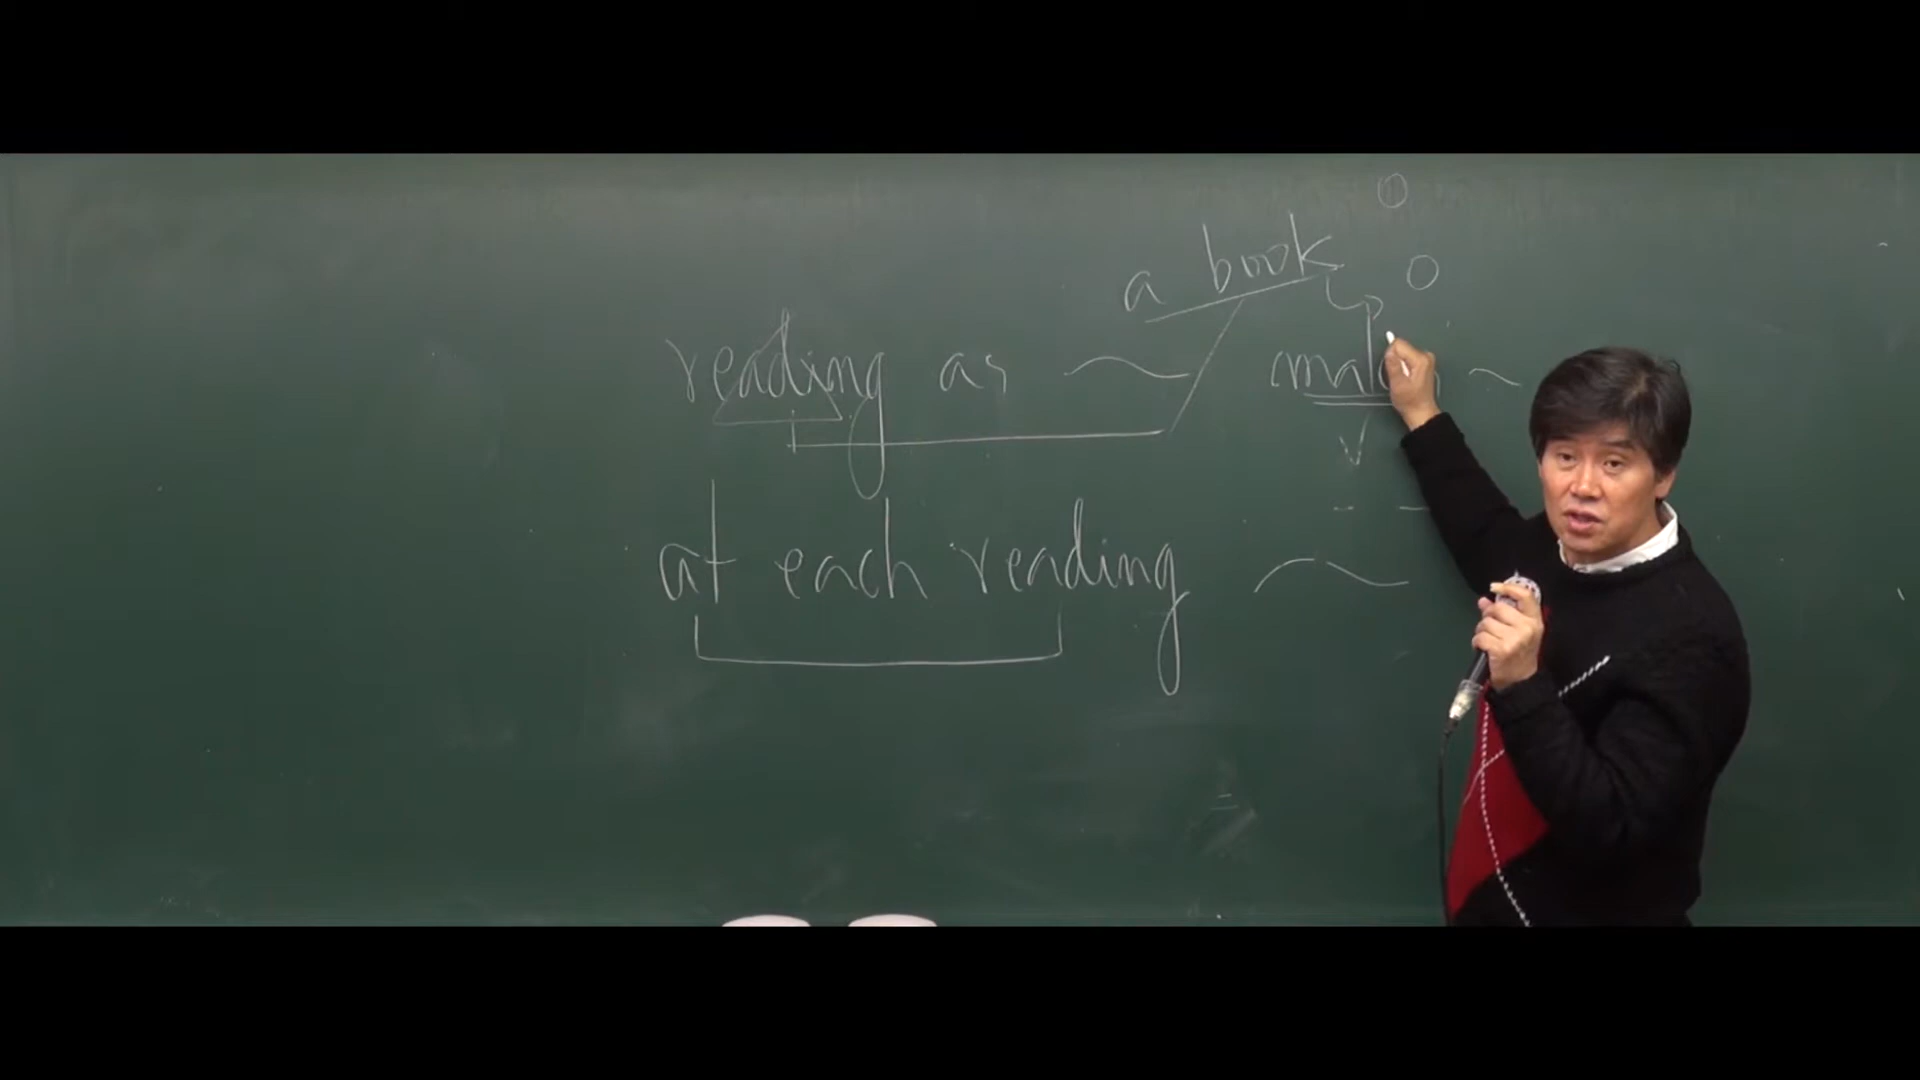 a book
reading as ~
at each reading ~